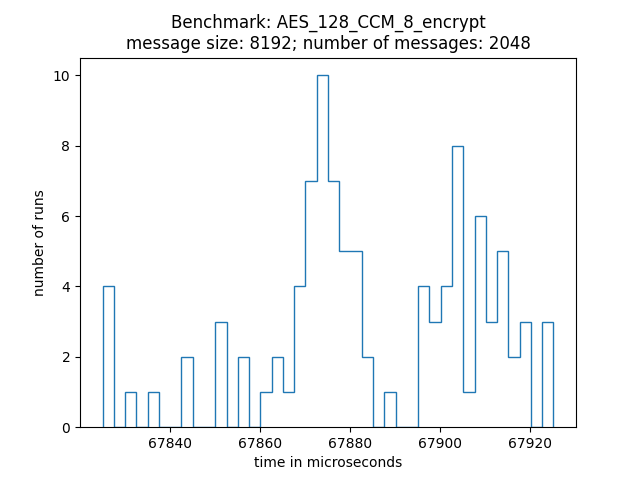 Benchmark: AES_128_CCM_8_encrypt
message size: 8192; number of messages: 2048
10
8
6
4
2
0
number of runs
67840 67860 67880 67900 67920
time in microseconds